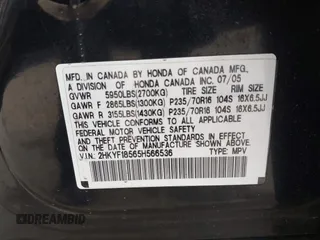 MFD. IN CANADA BY HONDA OF CANADA MFG.,
A DIVISION OF HONDA CANADA INC. 07/05
GVWR 5950LBS(2700KG) TIRE SIZE RIM SIZE
GAWR F 2865LBS(1300KG) P235/70R16 104S 16X6.5JJ
GAWR R 3155LBS(1430KG) P235/70R16 104S 16X6.5JJ
THIS VEHICLE CONFORMS TO ALL APPLICABLE
FEDERAL MOTOR VEHICLE SAFETY
AND THEFT PREVENTION STANDARDS IN EFFECT
ON THE DATE OF MANUFACTURE SHOWN ABOVE.
V.I.N.: 2HKYF18565H566536 TYPE: MPV
AUTOBIDMASTER